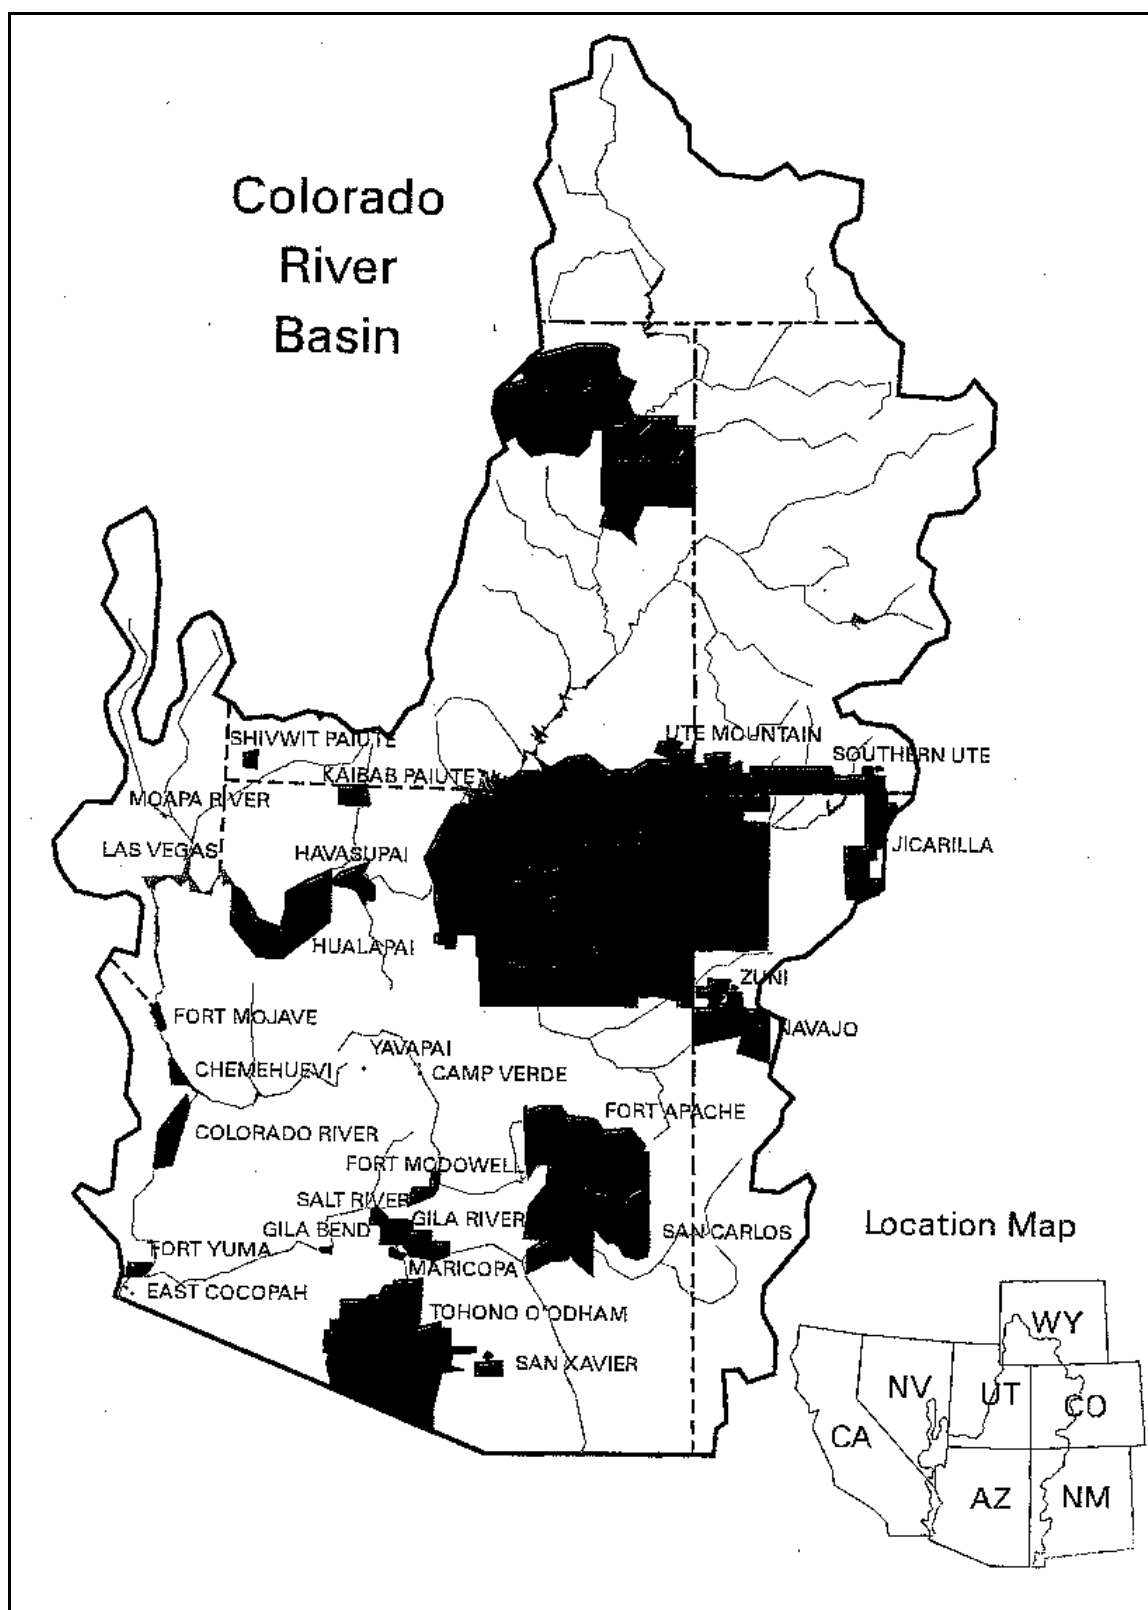 Colorado
River
Basin
UTE MOUNTAIN
SHIVWIT PAIUTE
SOUTHERN UTE
KAIBAB PAIUTE
MOAPA RIVER
LAS VEGAS
HAVASUPAI
JICARILLA
HUALAPAI
ZUNI
FORT MOJAVE
NAVAJO
YAVAPAI
CHEMEHUEVI
CAMP VERDE
FORT APACHE
COLORADO RIVER
FORT MCDOWELL
SALT RIVER
GILA BEND
GILA RIVER
SAN CARLOS
FORT YUMA
MARICOPA
EAST COCOPAH
TOHONO O'ODHAM
SAN XAVIER
Location Map
WY
NV
UT
CO
CA
AZ
NM